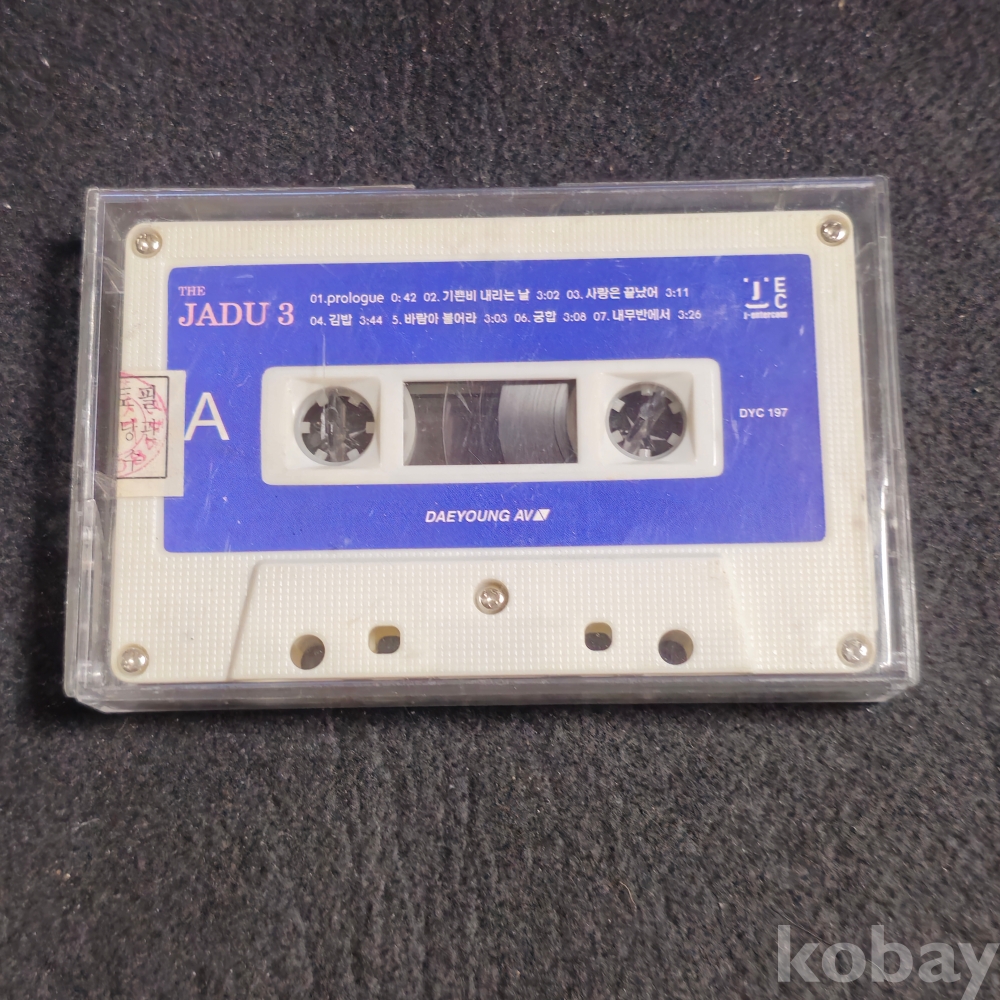 THE
JADU 3
01.prologue 0:42 02.기쁜비 내리는 날 3:02 03.사랑은 끝났어 3:11
04.김밥 3:44 5.바람아 불어라 3:03 06.궁합 3:08 07.내무반에서 3:26
J EC
j-entercom
필
A
DYC 197
DAEYOUNG AV
kobay